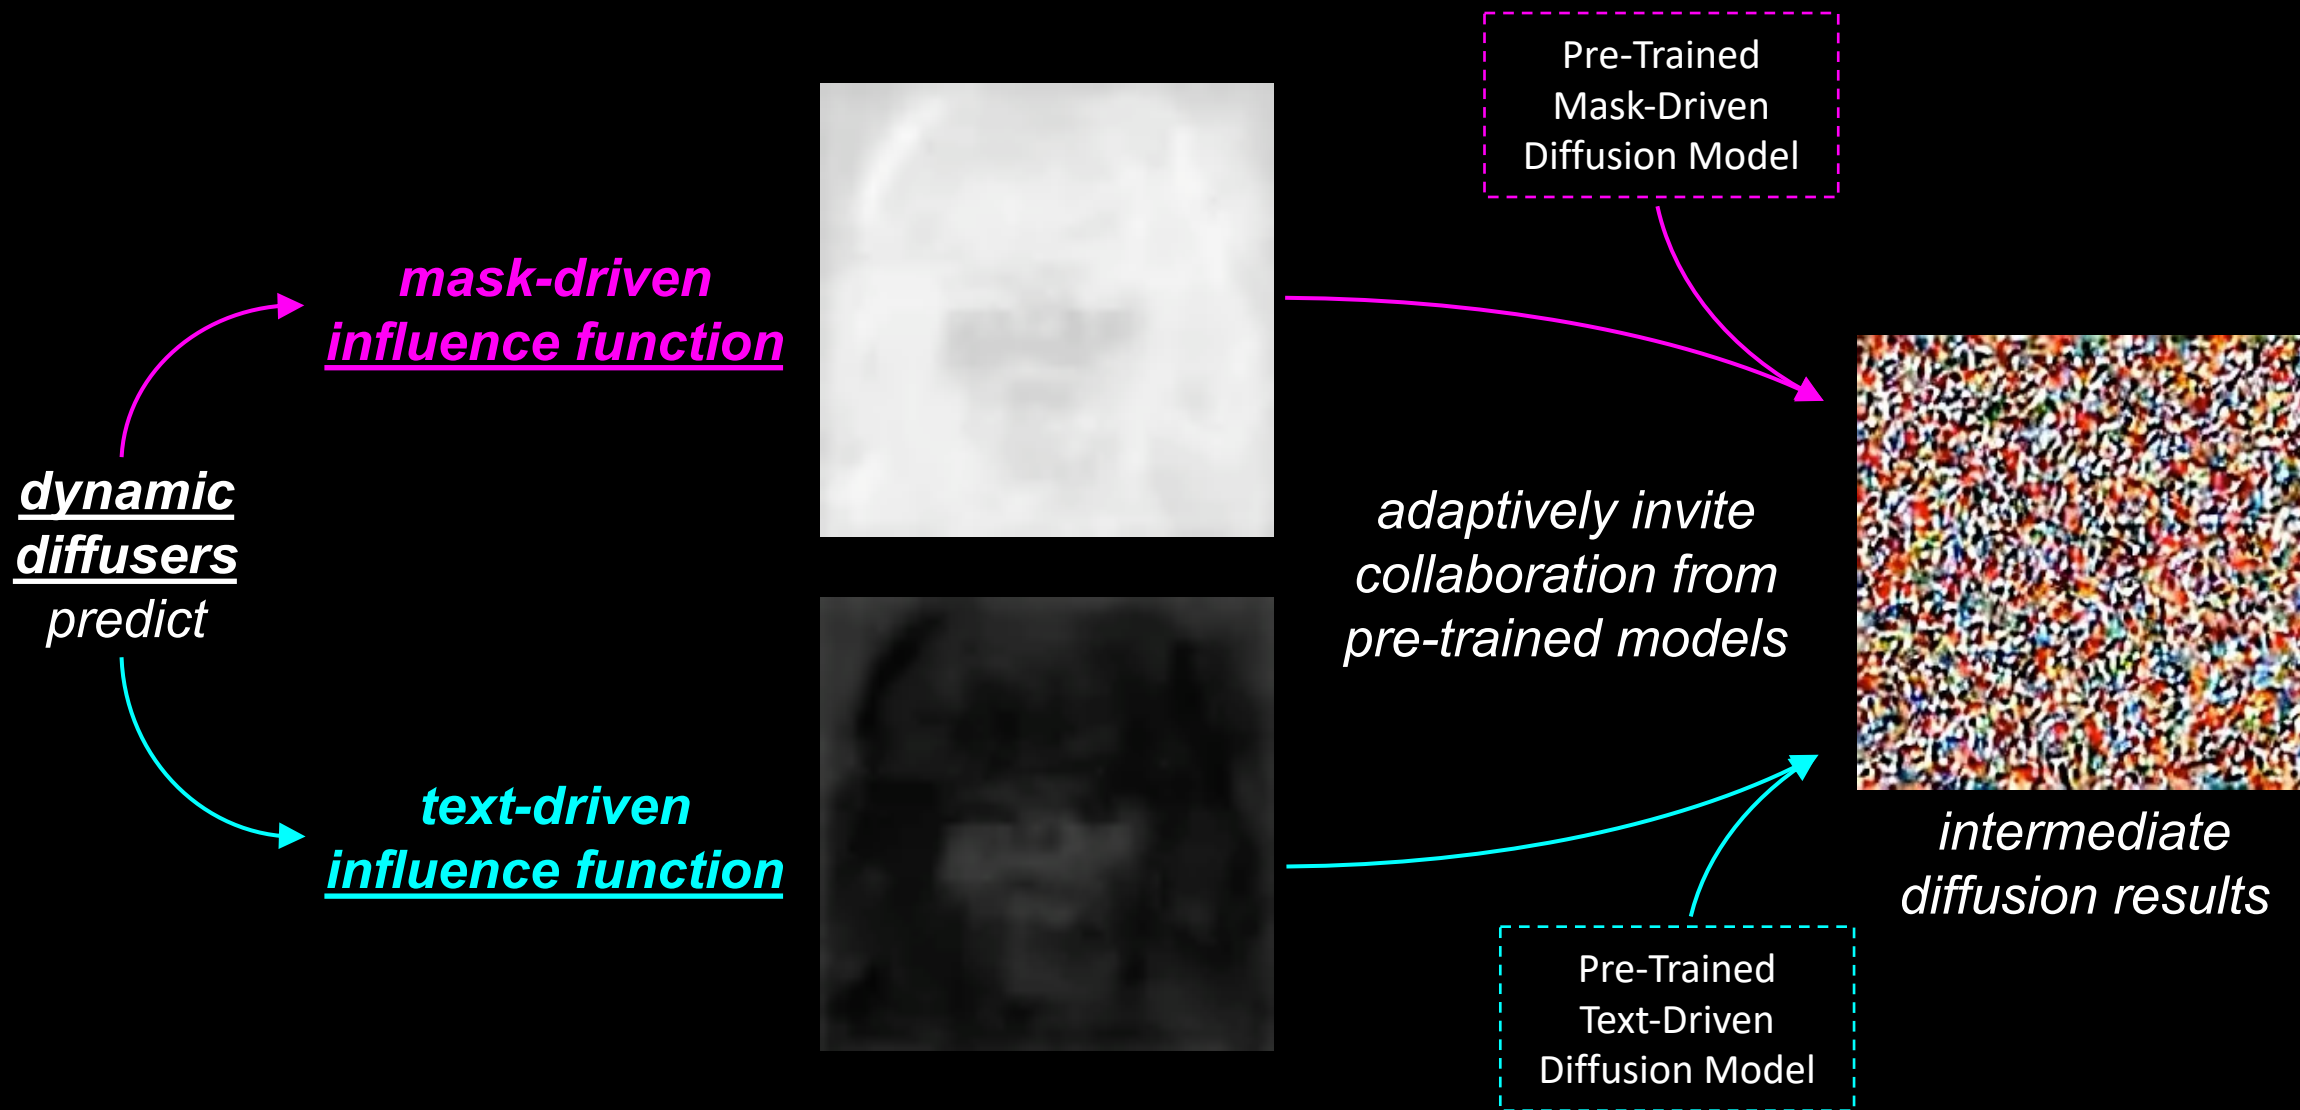 dynamic
diffusers
predict
mask-driven
influence function
text-driven
influence function
Pre-Trained
Mask-Driven
Diffusion Model
adaptively invite
collaboration from
pre-trained models
Pre-Trained
Text-Driven
Diffusion Model
intermediate
diffusion results